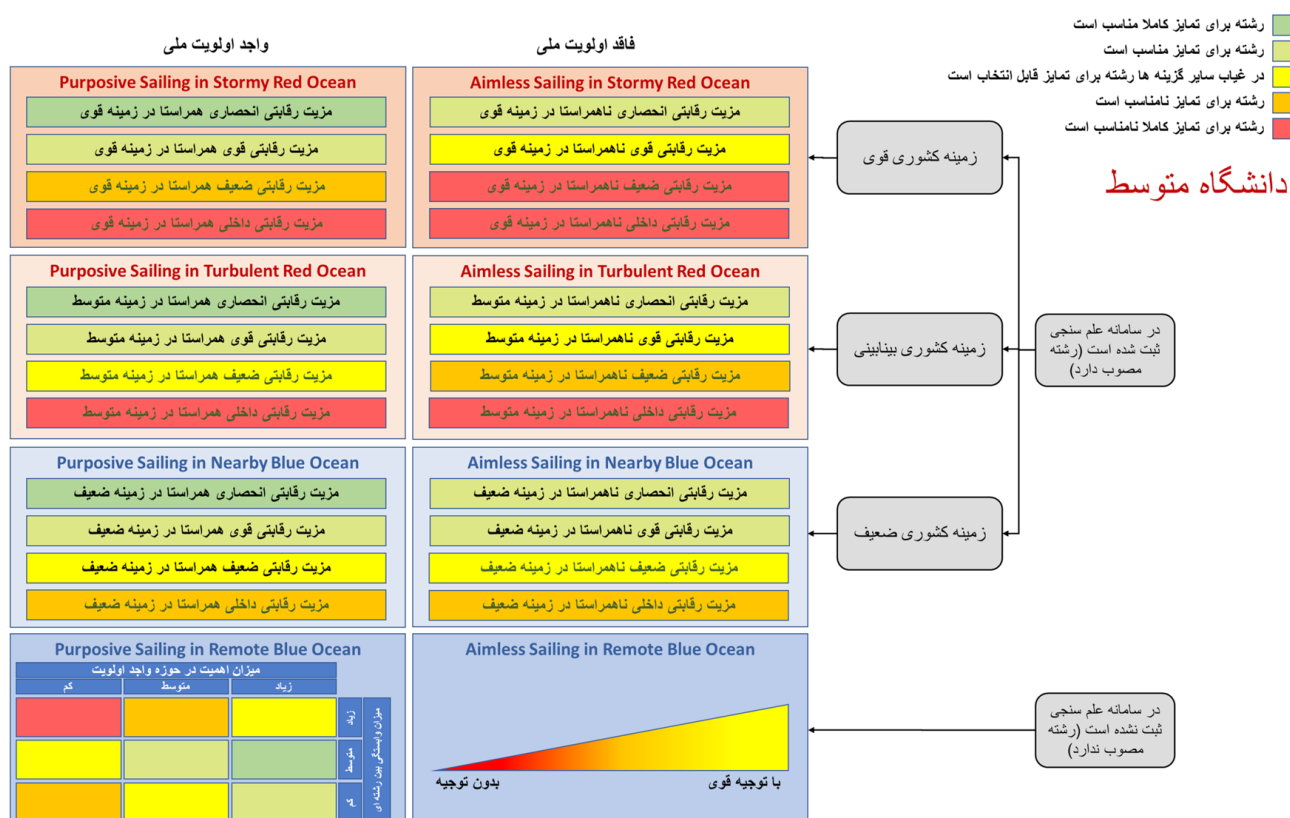 رشته برای تمایز کاملا مناسب است
رشته برای تمایز مناسب است
در غیاب سایر گزینه ها رشته برای تمایز قابل انتخاب است
رشته برای تمایز نامناسب است
رشته برای تمایز کاملا نامناسب است
دانشگاه متوسط
در سامانه علم سنجی
ثبت شده است (رشته
مصوب دارد)
در سامانه علم سنجی
ثبت نشده است (رشته
مصوب ندارد)
زمینه کشوری قوی
زمینه کشوری بینابینی
زمینه کشوری ضعیف
فاقد اولویت ملی
Aimless Sailing in Stormy Red Ocean
مزیت رقابتی انحصاری ناهمراستا در زمینه قوی
مزیت رقابتی قوی ناهمراستا در زمینه قوی
مزیت رقابتی ضعیف ناهمراستا در زمینه قوی
مزیت رقابتی داخلی ناهمراستا در زمینه قوی
Aimless Sailing in Turbulent Red Ocean
مزیت رقابتی انحصاری ناهمراستا در زمینه متوسط
مزیت رقابتی قوی ناهمراستا در زمینه متوسط
مزیت رقابتی ضعیف ناهمراستا در زمینه متوسط
مزیت رقابتی داخلی ناهمراستا در زمینه متوسط
Aimless Sailing in Nearby Blue Ocean
مزیت رقابتی انحصاری ناهمراستا در زمینه ضعیف
مزیت رقابتی قوی ناهمراستا در زمینه ضعیف
مزیت رقابتی ضعیف ناهمراستا در زمینه ضعیف
مزیت رقابتی داخلی ناهمراستا در زمینه ضعیف
Aimless Sailing in Remote Blue Ocean
با توجیه قوی
بدون توجیه
واجد اولویت ملی
Purposive Sailing in Stormy Red Ocean
مزیت رقابتی انحصاری همراستا در زمینه قوی
مزیت رقابتی قوی همراستا در زمینه قوی
مزیت رقابتی ضعیف همراستا در زمینه قوی
مزیت رقابتی داخلی همراستا در زمینه قوی
Purposive Sailing in Turbulent Red Ocean
مزیت رقابتی انحصاری همراستا در زمینه متوسط
مزیت رقابتی قوی همراستا در زمینه متوسط
مزیت رقابتی ضعیف همراستا در زمینه متوسط
مزیت رقابتی داخلی همراستا در زمینه متوسط
Purposive Sailing in Nearby Blue Ocean
مزیت رقابتی انحصاری همراستا در زمینه ضعیف
مزیت رقابتی قوی همراستا در زمینه ضعیف
مزیت رقابتی ضعیف همراستا در زمینه ضعیف
مزیت رقابتی داخلی همراستا در زمینه ضعیف
Purposive Sailing in Remote Blue Ocean
میزان اهمیت در حوزه واجد اولویت
زیاد
متوسط
کم
میزان وابستگی بین رشته ای
زیاد
متوسط
کم